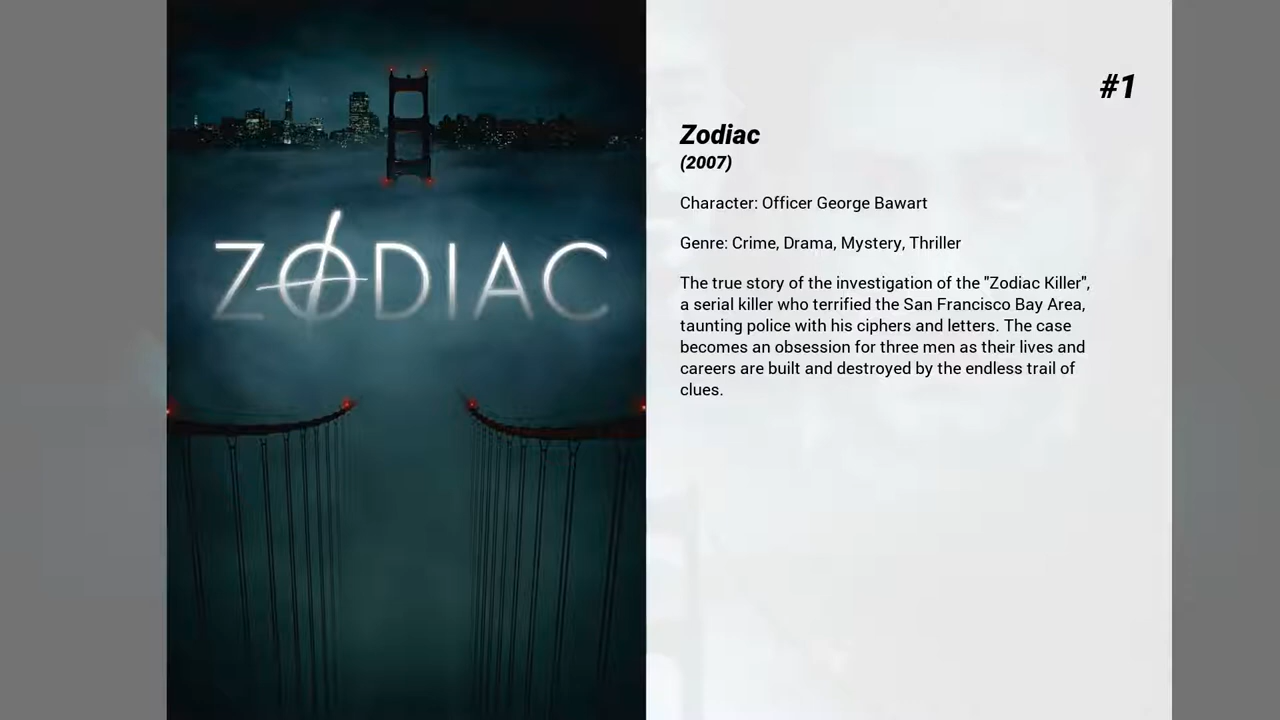 ZODIAC
#1
Zodiac
(2007)
Character: Officer George Bawart
Genre: Crime, Drama, Mystery, Thriller
The true story of the investigation of the "Zodiac Killer",
a serial killer who terrified the San Francisco Bay Area,
taunting police with his ciphers and letters. The case
becomes an obsession for three men as their lives and
careers are built and destroyed by the endless trail of
clues.